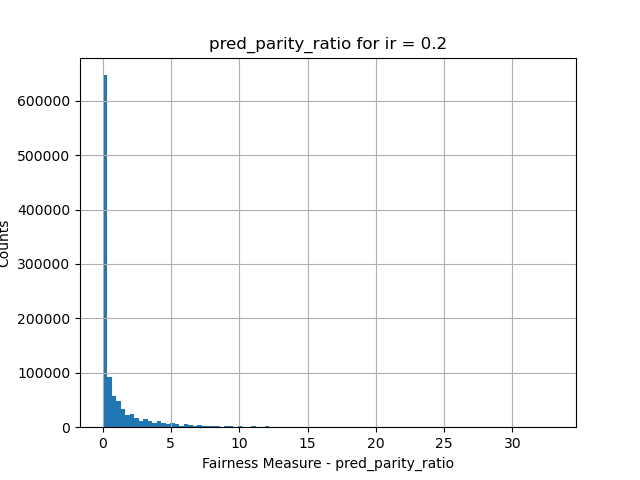 pred_parity_ratio for ir = 0.2
600000
500000
400000
300000
200000
100000
0
Counts
0 5 10 15 20 25 30
Fairness Measure - pred_parity_ratio